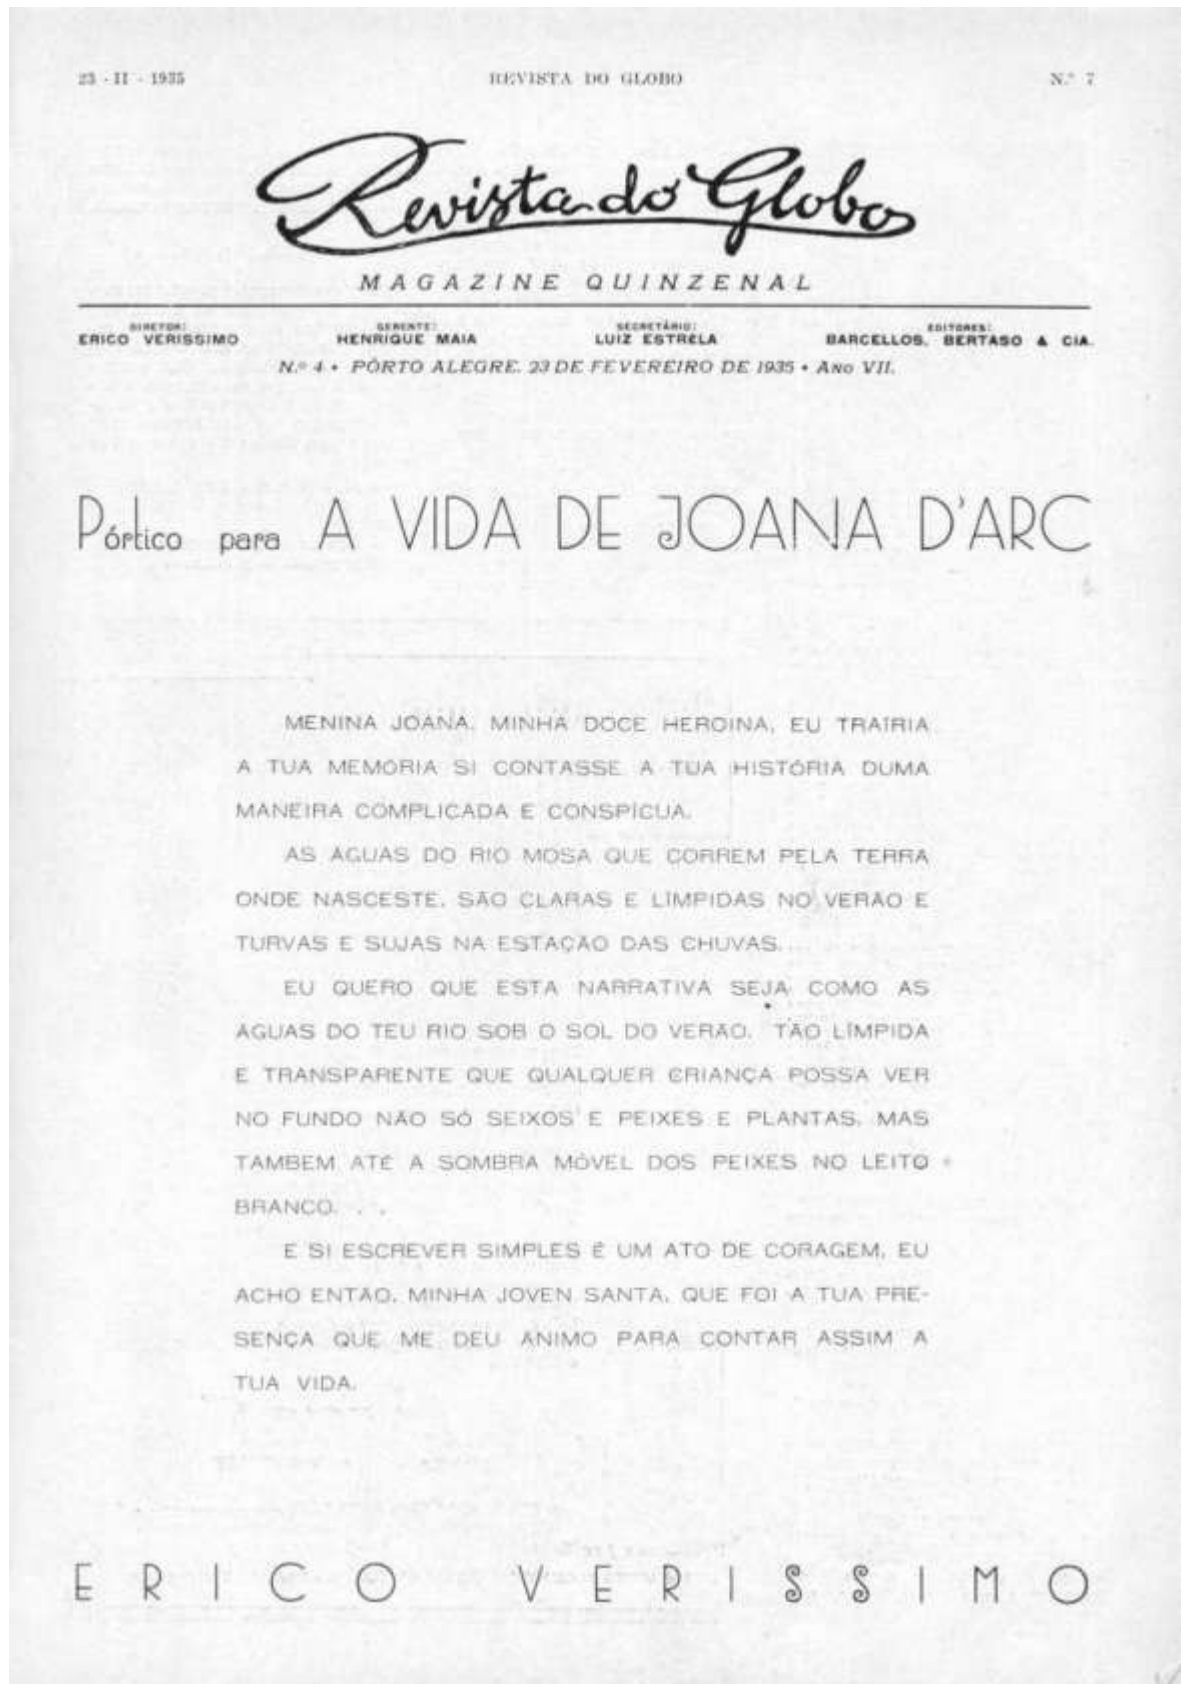 23 - II - 1935 REVISTA DO GLOBO N.º 7
Revista do Globo
MAGAZINE QUINZENAL
DIRETOR: GERENTE: SECRETÁRIO: EDITORES:
ERICO VERISSIMO HENRIQUE MAIA LUIZ ESTRÊLA BARCELLOS, BERTASO & CIA.
N.º 4 • PÔRTO ALEGRE, 23 DE FEVEREIRO DE 1935 • ANO VII.
Pórtico para A VIDA DE JOANA D'ARC
MENINA JOANA, MINHA DOCE HEROINA, EU TRAÍRIA
A TUA MEMORIA SI CONTASSE A TUA HISTÓRIA DUMA
MANEIRA COMPLICADA E CONSPÍCUA.
AS AGUAS DO RIO MOSA QUE CORREM PELA TERRA
ONDE NASCESTE, SÃO CLARAS E LÍMPIDAS NO VERÃO E
TURVAS E SUJAS NA ESTAÇÃO DAS CHUVAS...
EU QUERO QUE ESTA NARRATIVA SEJA COMO AS
AGUAS DO TEU RIO SOB O SOL DO VERÃO. TÃO LÍMPIDA
E TRANSPARENTE QUE QUALQUER CRIANÇA POSSA VER
NO FUNDO NÃO SÓ SEIXOS E PEIXES E PLANTAS, MAS
TAMBEM ATÉ A SOMBRA MÓVEL DOS PEIXES NO LEITO
BRANCO. . .
E SI ESCREVER SIMPLES É UM ATO DE CORAGEM, EU
ACHO ENTÃO, MINHA JOVEN SANTA, QUE FOI A TUA PRE-
SENÇA QUE ME DEU ANIMO PARA CONTAR ASSIM A
TUA VIDA.
ERICO VERISSIMO